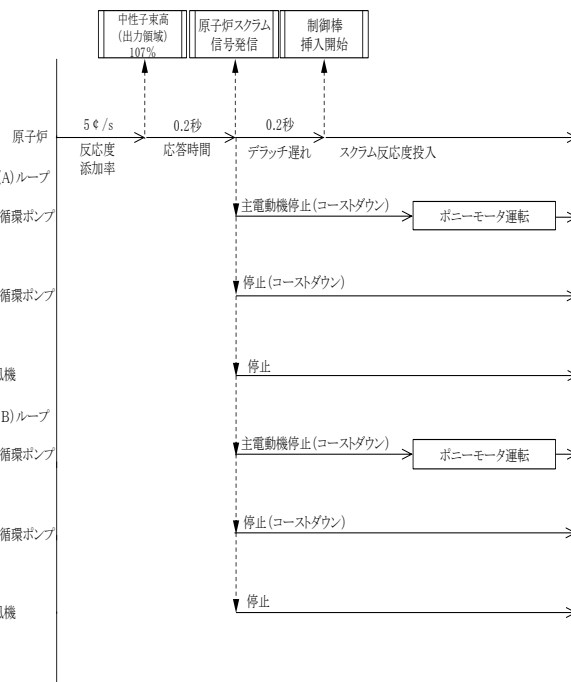 中性子束高
(出力領域)
107%
原子炉スクラム
信号発信
制御棒
挿入開始
原子炉
5¢/s
反応度
添加率
0.2秒
応答時間
0.2秒
デラッチ遅れ
スクラム反応度投入
(A)ループ
循環ポンプ
主電動機停止(コーストダウン)
ポニーモータ運転
循環ポンプ
停止(コーストダウン)
機
停止
B)ループ
循環ポンプ
主電動機停止(コーストダウン)
ポニーモータ運転
循環ポンプ
停止(コーストダウン)
機
停止